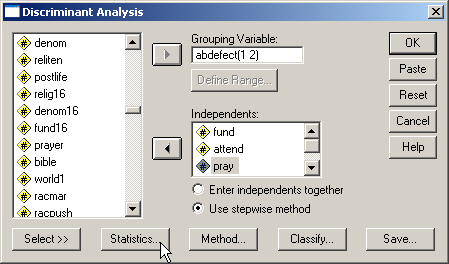 Discriminant Analysis
denom
reliten
postlife
relig16
denom16
fund16
prayer
bible
world1
racmar
racpush
Grouping Variable:
abdefect(1 2)
Define Range...
Independents:
fund
attend
pray
Enter independents together
Use stepwise method
OK
Paste
Reset
Cancel
Help
Select >>
Statistics...
Method...
Classify...
Save...